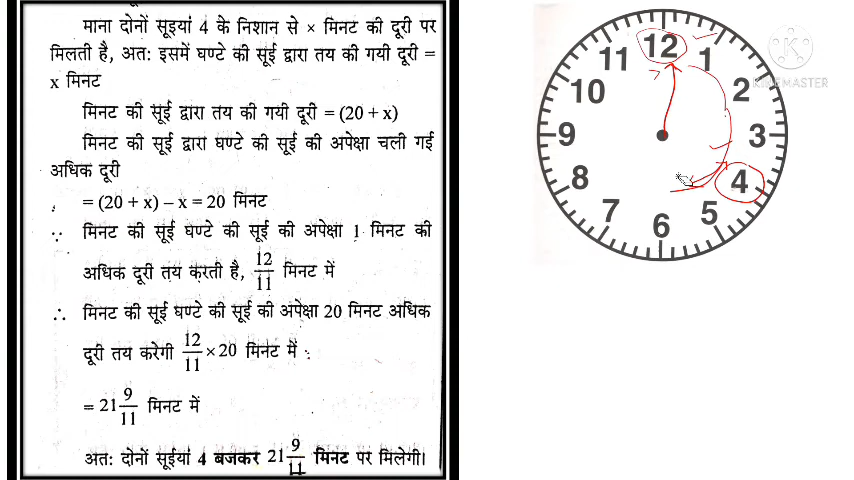 माना दोनों सूइयां 4 के निशान से × मिनट की दूरी पर
मिलती है, अतः इसमें घण्टे की सूई द्वारा तय की गयी दूरी =
x मिनट
मिनट की सूई द्वारा तय की गयी दूरी = (20 + x)
मिनट की सूई द्वारा घण्टे की सूई की अपेक्षा चली गई
अधिक दूरी
= (20 + x) – x = 20 मिनट
∵ मिनट की सूई घण्टे की सूई की अपेक्षा 1 मिनट की
अधिक दूरी तय करती है, 12/11 मिनट में
∴ मिनट की सूई घण्टे की सूई की अपेक्षा 20 मिनट अधिक
दूरी तय करेगी 12/11 × 20 मिनट में
= 21 9/11 मिनट में
अतः दोनों सूईयां 4 बजकर 21 9/11 मिनट पर मिलेगी।
12
1
2
3
4
5
6
7
8
9
10
11
KINEMASTER